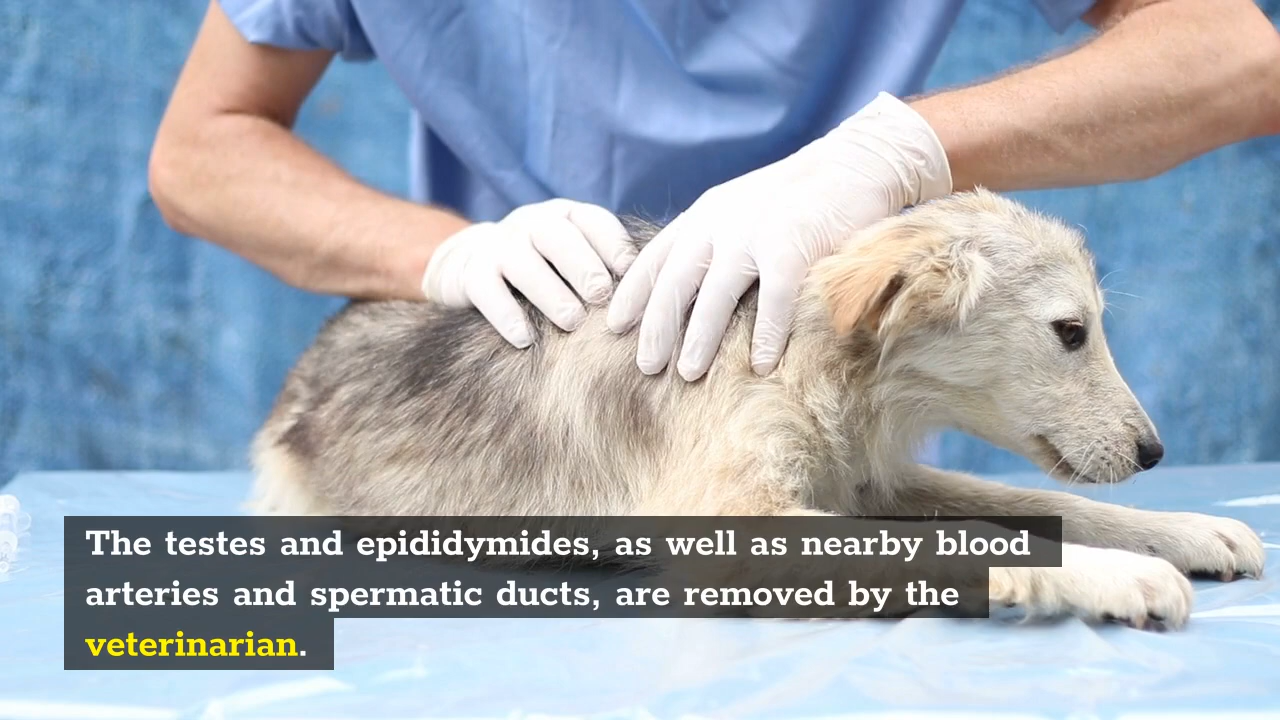 The testes and epididymides, as well as nearby blood
arteries and spermatic ducts, are removed by the
veterinarian.